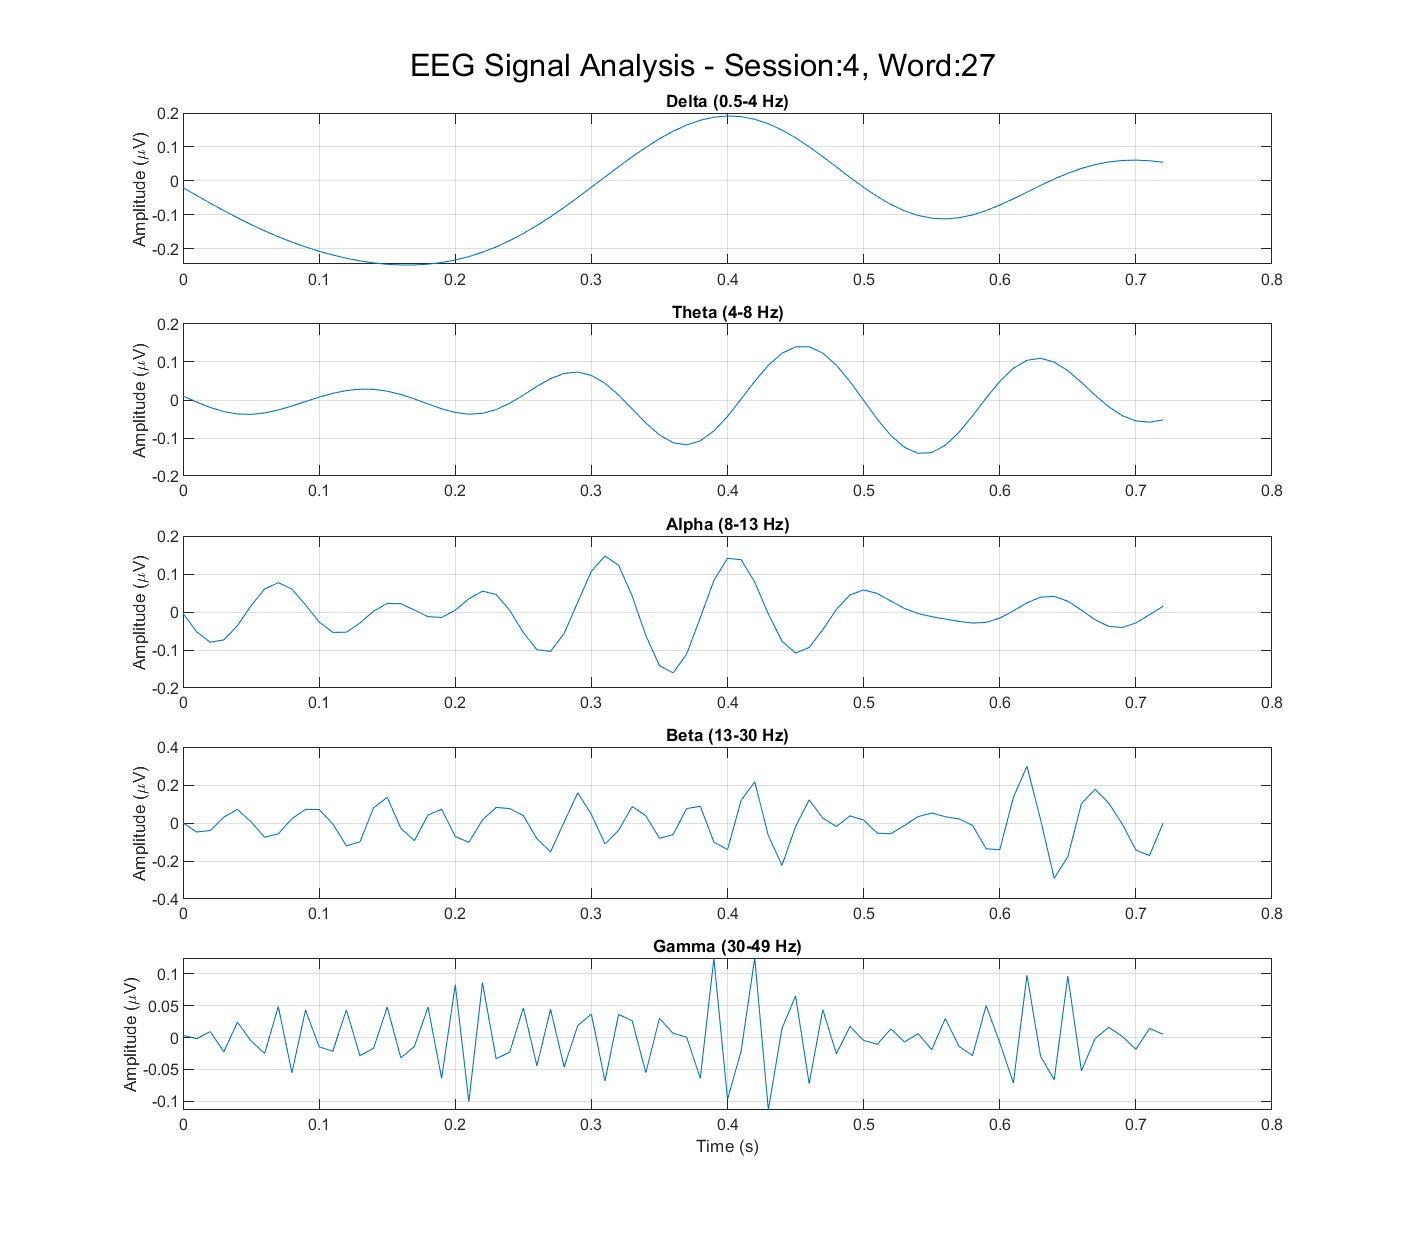 EEG Signal Analysis - Session:4, Word:27
Delta (0.5-4 Hz)
Amplitude (μV)
0.2
0.1
0
-0.1
-0.2
0 0.1 0.2 0.3 0.4 0.5 0.6 0.7 0.8
Theta (4-8 Hz)
Amplitude (μV)
0.2
0.1
0
-0.1
-0.2
0 0.1 0.2 0.3 0.4 0.5 0.6 0.7 0.8
Alpha (8-13 Hz)
Amplitude (μV)
0.2
0.1
0
-0.1
-0.2
0 0.1 0.2 0.3 0.4 0.5 0.6 0.7 0.8
Beta (13-30 Hz)
Amplitude (μV)
0.4
0.2
0
-0.2
-0.4
0 0.1 0.2 0.3 0.4 0.5 0.6 0.7 0.8
Gamma (30-49 Hz)
Amplitude (μV)
0.1
0.05
0
-0.05
-0.1
0 0.1 0.2 0.3 0.4 0.5 0.6 0.7 0.8
Time (s)